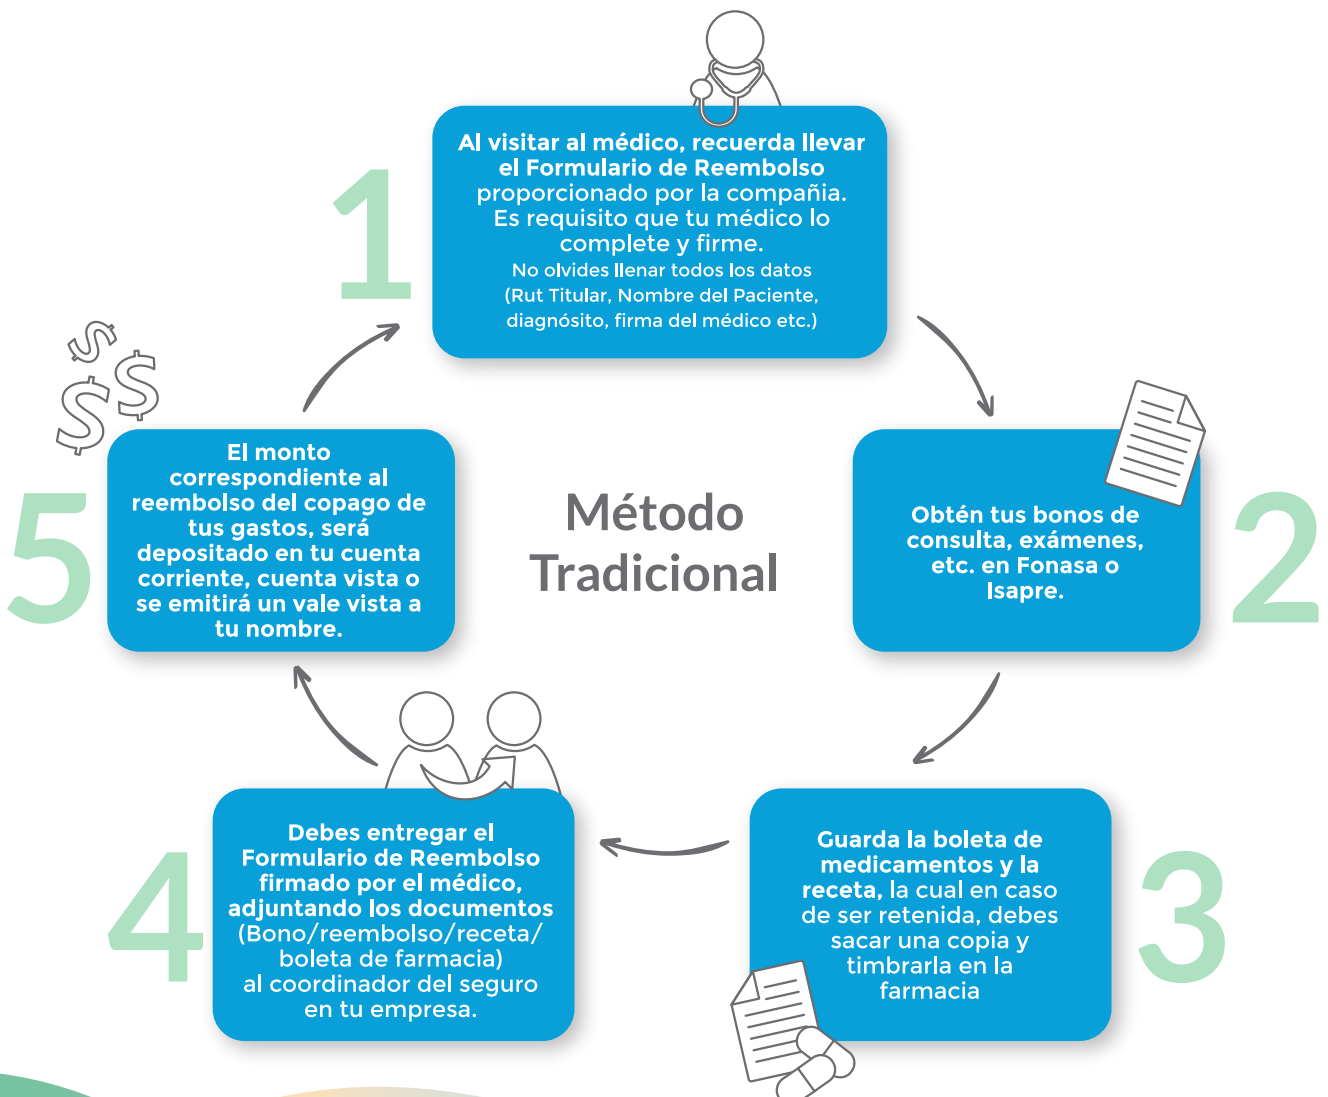 1
Al visitar al médico, recuerda llevar
el Formulario de Reembolso
proporcionado por la compañia.
Es requisito que tu médico lo
complete y firme.
No olvides llenar todos los datos
(Rut Titular, Nombre del Paciente,
diagnósito, firma del médico etc.)
Método
Tradicional
2
Obtén tus bonos de
consulta, exámenes,
etc. en Fonasa o
Isapre.
3
Guarda la boleta de
medicamentos y la
receta, la cual en caso
de ser retenida, debes
sacar una copia y
timbrarla en la
farmacia
4
Debes entregar el
Formulario de Reembolso
firmado por el médico,
adjuntando los documentos
(Bono/reembolso/receta/
boleta de farmacia)
al coordinador del seguro
en tu empresa.
5
$
$
$
El monto
correspondiente al
reembolso del copago de
tus gastos, será
depositado en tu cuenta
corriente, cuenta vista o
se emitirá un vale vista a
tu nombre.